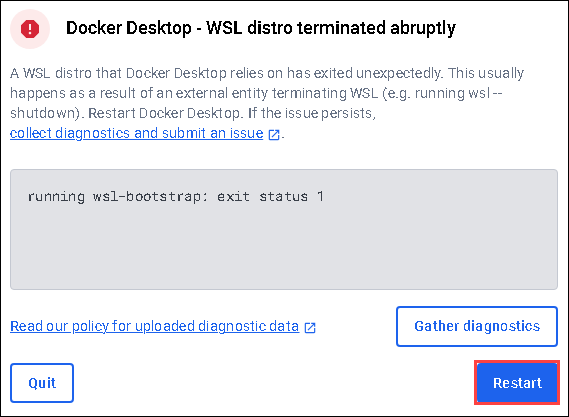 Docker Desktop - WSL distro terminated abruptly
A WSL distro that Docker Desktop relies on has exited unexpectedly. This usually
happens as a result of an external entity terminating WSL (e.g. running wsl --
shutdown). Restart Docker Desktop. If the issue persists,
collect diagnostics and submit an issue.
running wsl-bootstrap: exit status 1
Read our policy for uploaded diagnostic data
Gather diagnostics
Quit
Restart